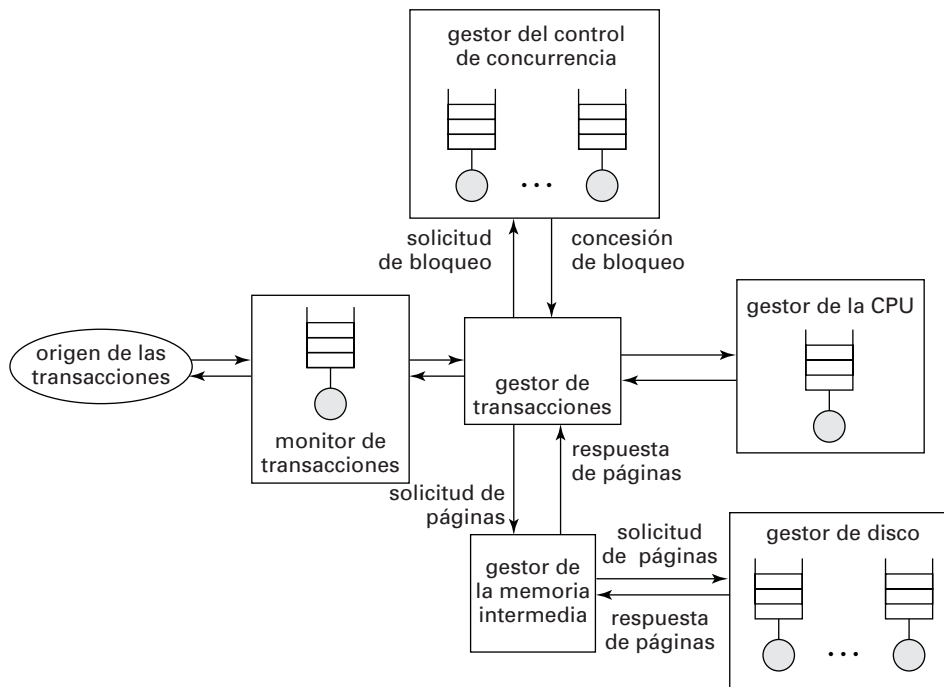 gestor del control
de concurrencia
...
solicitud
de bloqueo
concesión
de bloqueo
gestor de la CPU
origen de las
transacciones
monitor de
transacciones
gestor de
transacciones
respuesta
de páginas
solicitud de
páginas
solicitud
de páginas
gestor de disco
gestor de
la memoria
intermedia
respuesta
de páginas
...